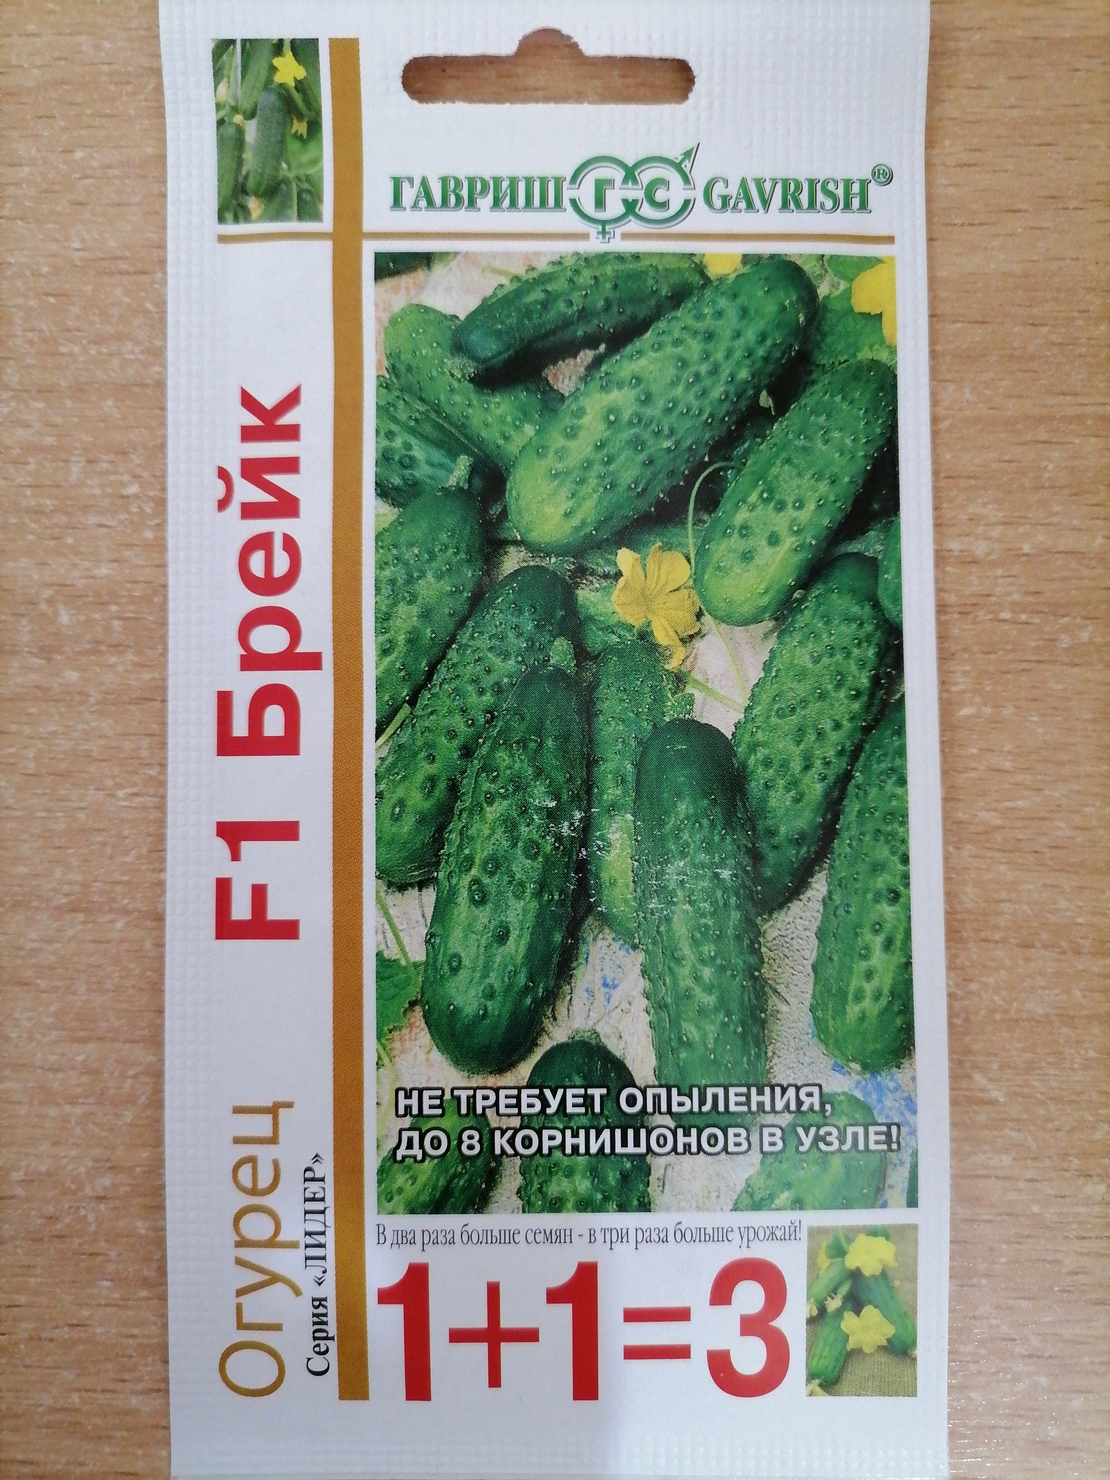 ГАВРИШ ГС GAVRISH®
F1 Брейк
Огурец
Серия «ЛИДЕР»
НЕ ТРЕБУЕТ ОПЫЛЕНИЯ,
ДО 8 КОРНИШОНОВ В УЗЛЕ!
В два раза больше семян - в три раза больше урожай!
1+1=3